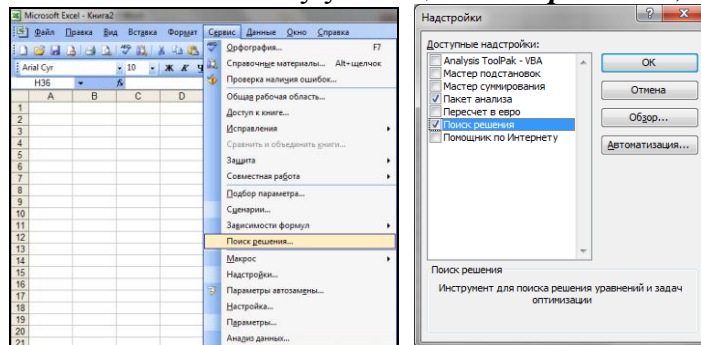 Microsoft Excel - Книга2
Файл Правка Вид Вставка Формат Сервис Данные Окно Справка
Arial Cyr 10 Ж К Ч
H36 fx
A B C D
1
2
3
4
5
6
7
8
9
10
11
12
13
14
15
16
17
18
19
20
21
Орфография... F7
Справочные материалы... Alt+щелчок
Проверка наличия ошибок...
Общая рабочая область...
Доступ к книге...
Исправления
Сравнить и объединить книги...
Защита
Совместная работа
Подбор параметра...
Сценарии...
Зависимости формул
Поиск решения...
Макрос
Надстройки...
Параметры автозамены...
Настройка...
Параметры...
Анализ данных...
Надстройки
Доступные надстройки:
Analysis ToolPak - VBA
Мастер подстановок
Мастер суммирования
Пакет анализа
Пересчет в евро
Поиск решения
Помощник по Интернету
OK
Отмена
Обзор...
Автоматизация...
Поиск решения
Инструмент для поиска решения уравнений и задач
оптимизации